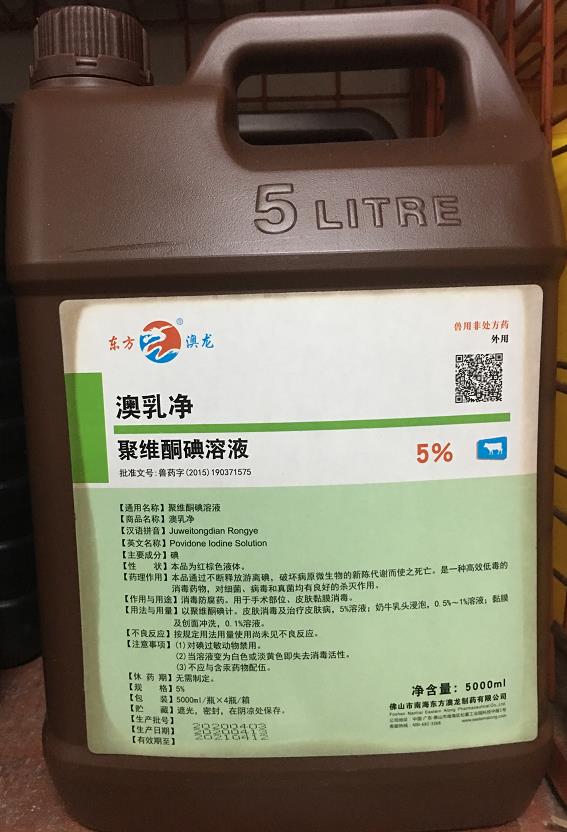 5 LITRE
东方 澳龙
®
兽用非处方药
外用
澳乳净
聚维酮碘溶液 5%
批准文号:兽药字(2015)190371575
【通用名称】聚维酮碘溶液
【商品名称】澳乳净
【汉语拼音】Juweitongdian Rongye
【英文名称】Povidone Iodine Solution
【主要成分】碘
【性 状】本品为红棕色液体。
【药理作用】本品通过不断释放游离碘，破坏病原微生物的新陈代谢而使之死亡。是一种高效低毒的
消毒药物，对细菌、病毒和真菌均有良好的杀灭作用。
【作用与用途】消毒防腐药。用于手术部位、皮肤黏膜消毒。
【用法与用量】以聚维酮碘计。皮肤消毒及治疗皮肤病，5%溶液；奶牛乳头浸泡，0.5%～1%溶液；黏膜
及创面冲洗，0.1%溶液。
【不良反应】按规定用法用量使用尚未见不良反应。
【注意事项】(1)对碘过敏动物禁用。
(2)当溶液变为白色或淡黄色即失去消毒活性。
(3)不应与含汞药物配伍。
【休 药 期】无需制定。
【规 格】5%
【包 装】5000ml/瓶×4瓶/箱
【贮 藏】遮光，密封，在阴凉处保存。
【生产批号】20200403
【生产日期】20200413
【有效期至】
净含量：5000ml
佛山市南海东方澳龙制药有限公司
Foshan Nanhai Eastern Along Pharmaceutical Co.,Ltd.